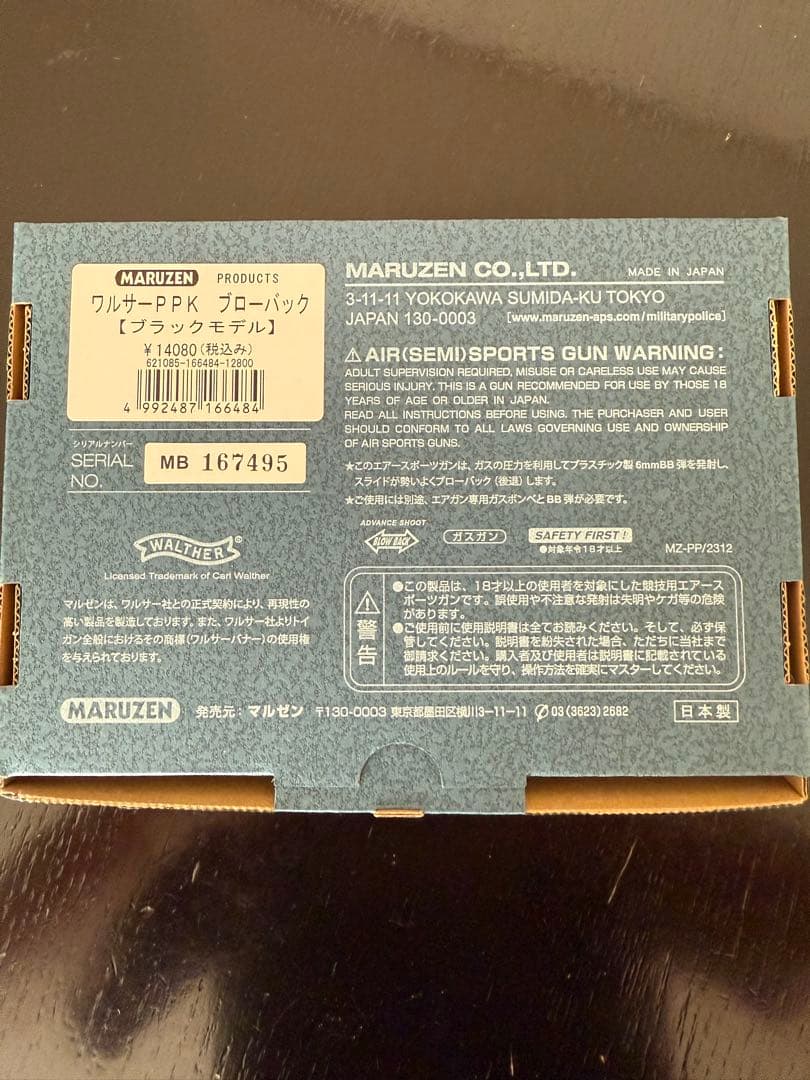 MARUZEN PRODUCTS
ワルサーPPK ブローバック
【ブラックモデル】
￥14080(税込み)
621085-166484-12800
4 992487 166484
シリアルナンバー
SERIAL NO. MB 167495
WALTHER®
Licensed Trademark of Carl Walther
マルゼンは、ワルサー社との正式契約により、再現性の
高い製品を製造しております。また、ワルサー社よりトイ
ガン全般におけるその商標(ワルサーバナー)の使用権
を与えられております。
MARUZEN CO.,LTD. MADE IN JAPAN
3-11-11 YOKOKAWA SUMIDA-KU TOKYO
JAPAN 130-0003 [www.maruzen-aps.com/militarypolice]
⚠ AIR(SEMI)SPORTS GUN WARNING:
ADULT SUPERVISION REQUIRED, MISUSE OR CARELESS USE MAY CAUSE
SERIOUS INJURY. THIS IS A GUN RECOMMENDED FOR USE BY THOSE 18
YEARS OF AGE OR OLDER IN JAPAN.
READ ALL INSTRUCTIONS BEFORE USING. THE PURCHASER AND USER
SHOULD CONFORM TO ALL LAWS GOVERNING USE AND OWNERSHIP
OF AIR SPORTS GUNS.
★このエアースポーツガンは、ガスの圧力を利用してプラスチック製6mmBB弾を発射し、
スライドが勢いよくブローバック(後退)します。
★ご使用には別途、エアガン専用ガスボンベとBB弾が必要です。
ADVANCE SHOOT
BLOW BACK ガスガン SAFETY FIRST!
●対象年令18才以上 MZ-PP/2312
⚠警告
●この製品は、18才以上の使用者を対象にした競技用エアース
ポーツガンです。誤使用や不注意な発射は失明やケガ等の危険
があります。
●ご使用前に使用説明書は全てお読みください。そして、必ず保
管してください。説明書を紛失された場合、ただちに当社まで
御請求ください。購入者及び使用者は説明書に記載されている
使用上のルールを守り、操作方法を確実にマスターしてください。
MARUZEN 発売元：マルゼン 〒130-0003 東京都墨田区横川3-11-11 ✆03(3623)2682 日本製